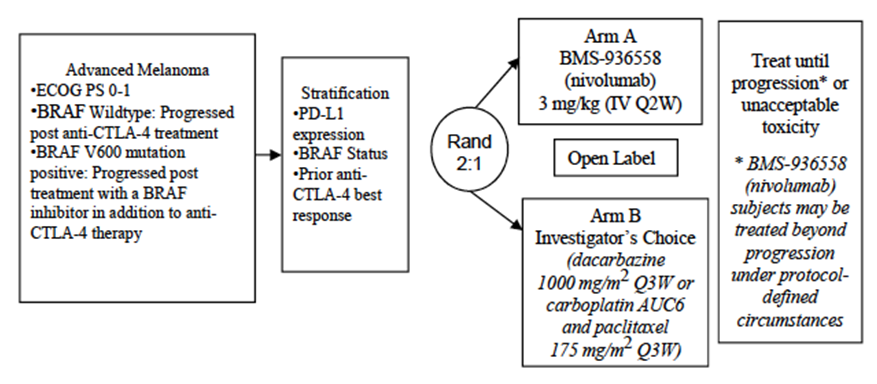 Advanced Melanoma
•ECOG PS 0-1
•BRAF Wildtype: Progressed
post anti-CTLA-4 treatment
•BRAF V600 mutation
positive: Progressed post
treatment with a BRAF
inhibitor in addition to anti-
CTLA-4 therapy
Stratification
•PD-L1
expression
•BRAF Status
•Prior anti-
CTLA-4 best
response
Rand
2:1
Arm A
BMS-936558
(nivolumab)
3 mg/kg (IV Q2W)
Open Label
Arm B
Investigator's Choice
(dacarbazine
1000 mg/m² Q3W or
carboplatin AUC6
and paclitaxel
175 mg/m² Q3W)
Treat until
progression* or
unacceptable
toxicity
* BMS-936558
(nivolumab)
subjects may be
treated beyond
progression
under protocol-
defined
circumstances